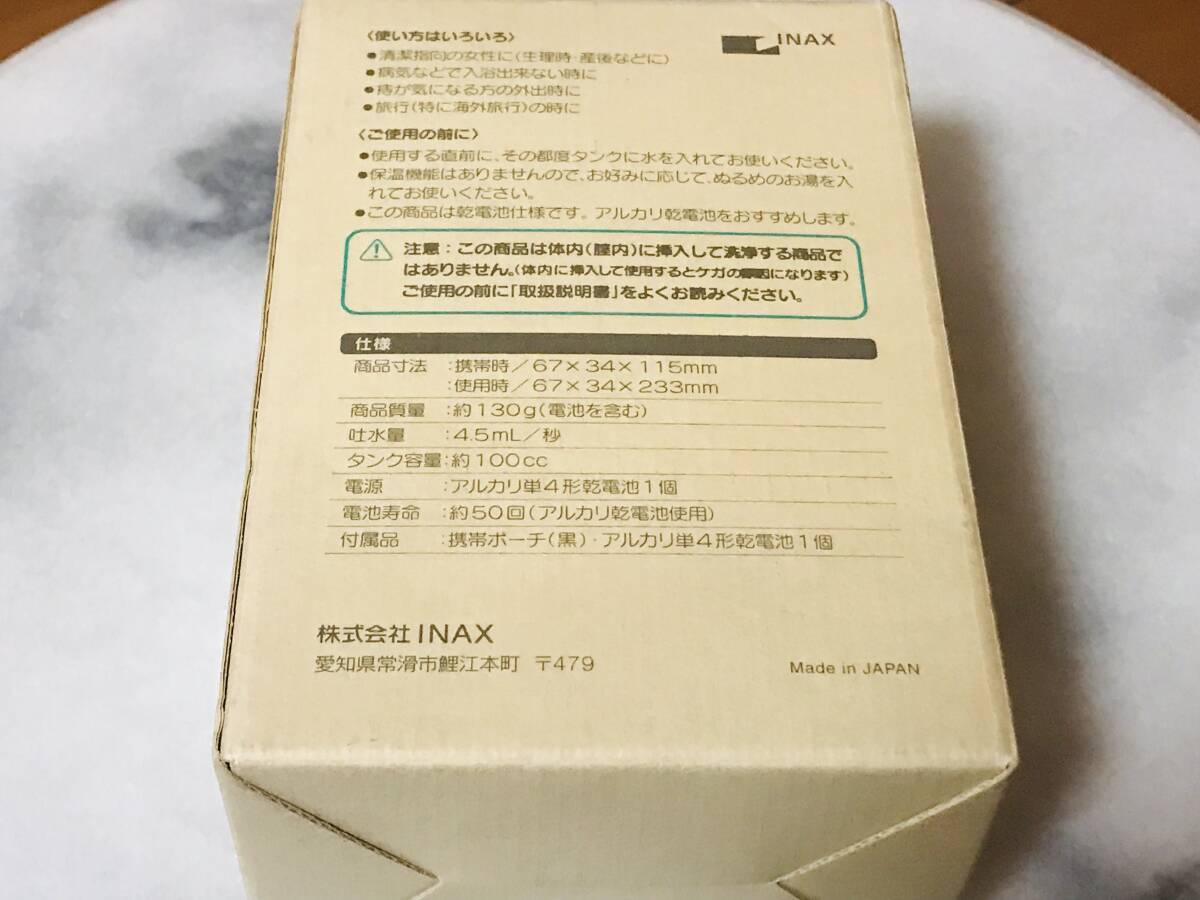 〈使い方はいろいろ〉
INAX
●清潔指向の女性に(生理時・産後などに)
●病気などで入浴出来ない時に
●痔が気になる方の外出時に
●旅行(特に海外旅行)の時に
〈ご使用の前に〉
●使用する直前に、その都度タンクに水を入れてお使いください。
●保温機能はありませんので、お好みに応じて、ぬるめのお湯を入
れてお使いください。
●この商品は乾電池仕様です。アルカリ乾電池をおすすめします。
注意：この商品は体内(膣内)に挿入して洗浄する商品で
はありません。(体内に挿入して使用するとケガの原因になります)
ご使用の前に「取扱説明書」をよくお読みください。
仕様
商品寸法 :携帯時／67×34×115mm
:使用時／67×34×233mm
商品質量 :約130g(電池を含む)
吐水量 :4.5mL／秒
タンク容量:約100cc
電源 :アルカリ単4形乾電池1個
電池寿命 :約50回(アルカリ乾電池使用)
付属品 :携帯ポーチ(黒)・アルカリ単4形乾電池1個
株式会社 INAX
愛知県常滑市鯉江本町 〒479
Made in JAPAN